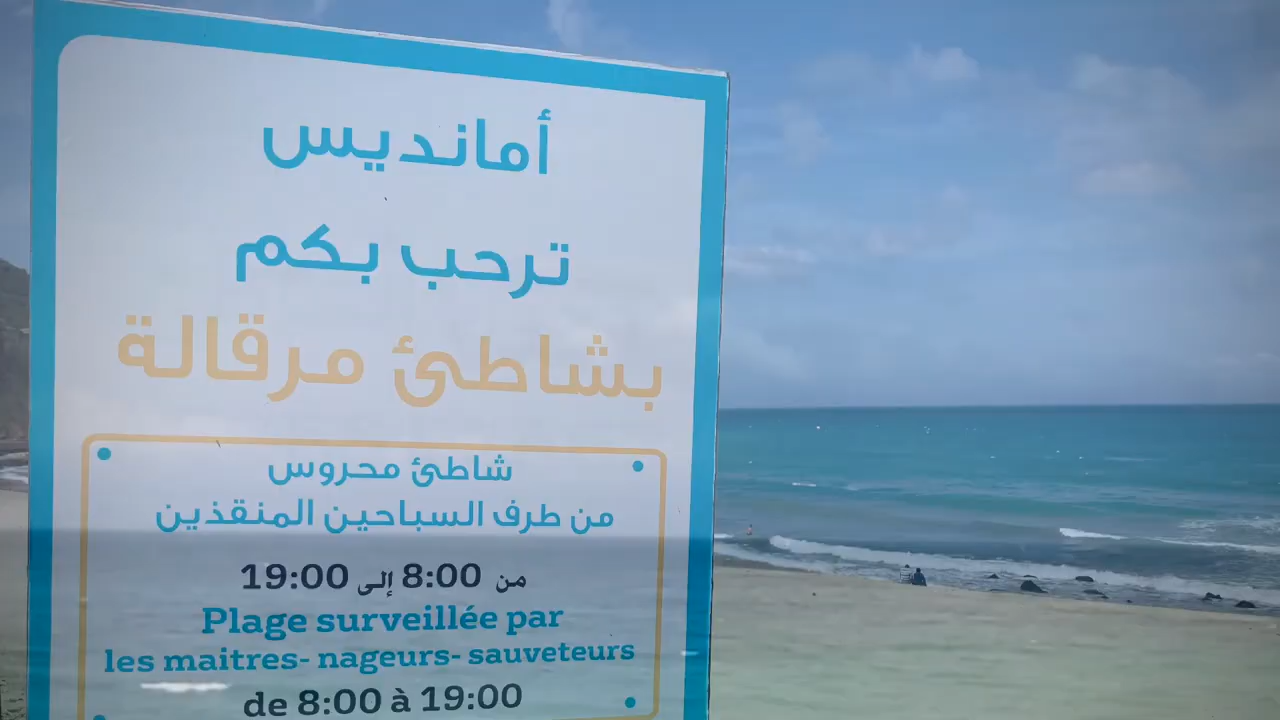 أمانديس
ترحب بكم
بشاطئ مرقالة
شاطئ محروس
من طرف السباحين المنقذين
من 8:00 إلى 19:00
Plage surveillée par
les maitres- nageurs- sauveteurs
de 8:00 à 19:00